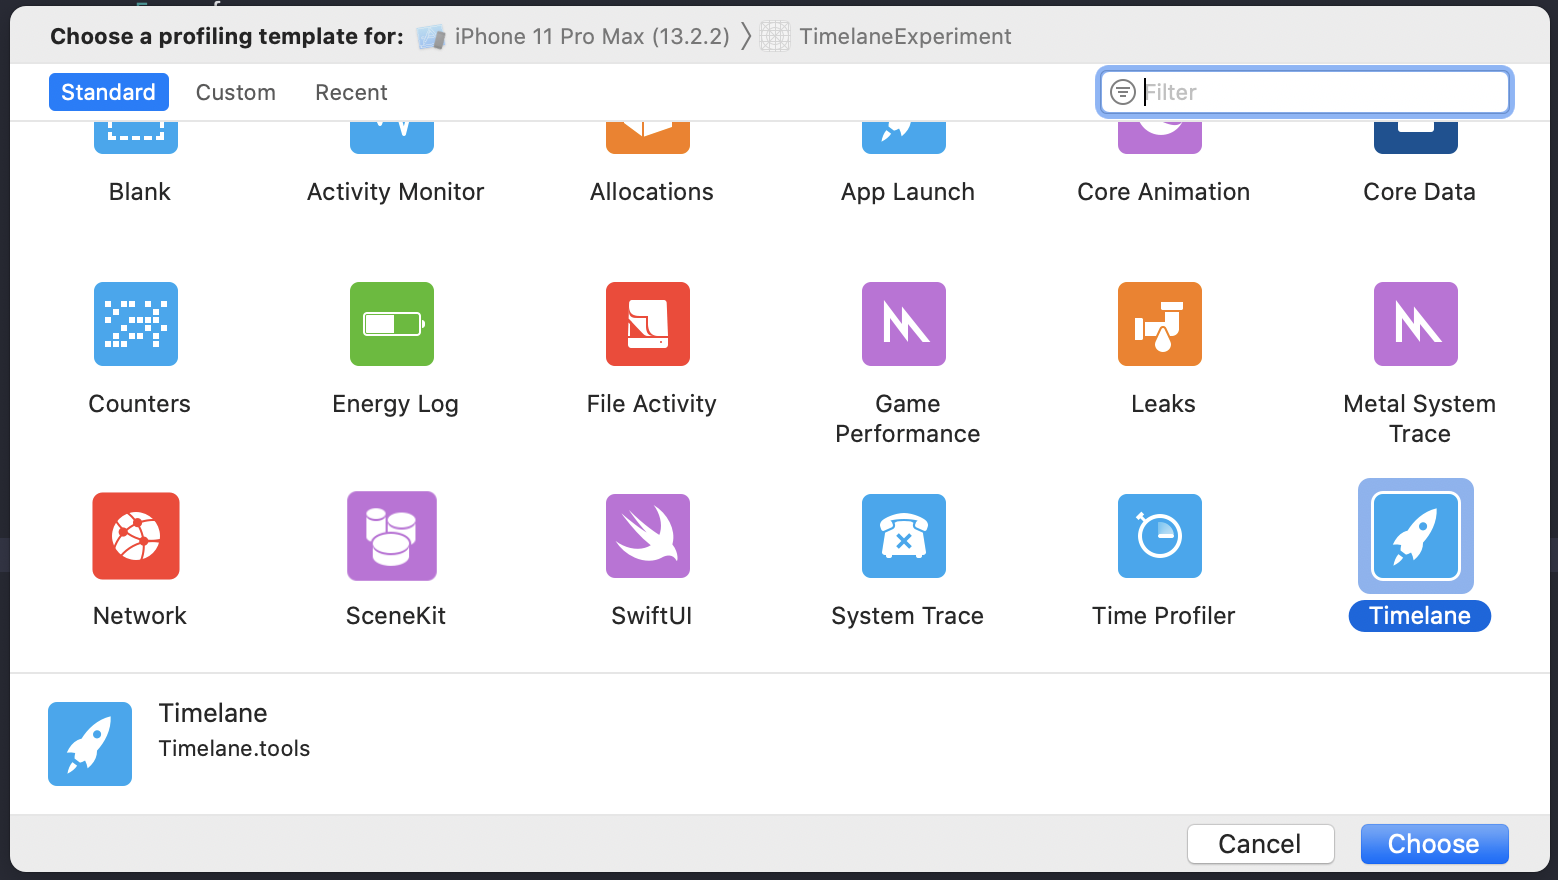 Choose a profiling template for: iPhone 11 Pro Max (13.2.2) TimelaneExperiment
Standard Custom Recent Filter
Blank Activity Monitor Allocations App Launch Core Animation Core Data
Counters Energy Log File Activity Game Performance Leaks Metal System Trace
Network SceneKit SwiftUI System Trace Time Profiler Timelane
Timelane
Timelane.tools
Cancel Choose